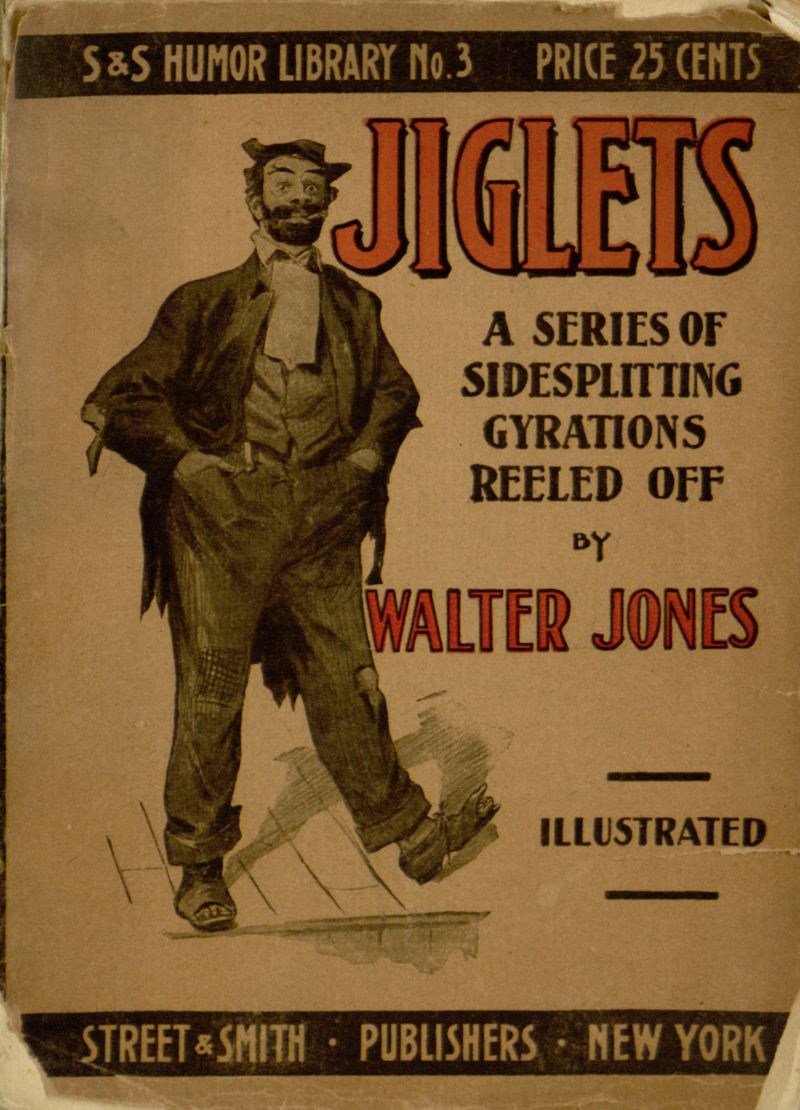 S&S HUMOR LIBRARY No. 3 PRICE 25 CENTS
JIGLETS
A SERIES OF
SIDESPLITTING
GYRATIONS
REELED OFF
BY
WALTER JONES
ILLUSTRATED
STREET & SMITH · PUBLISHERS · NEW YORK